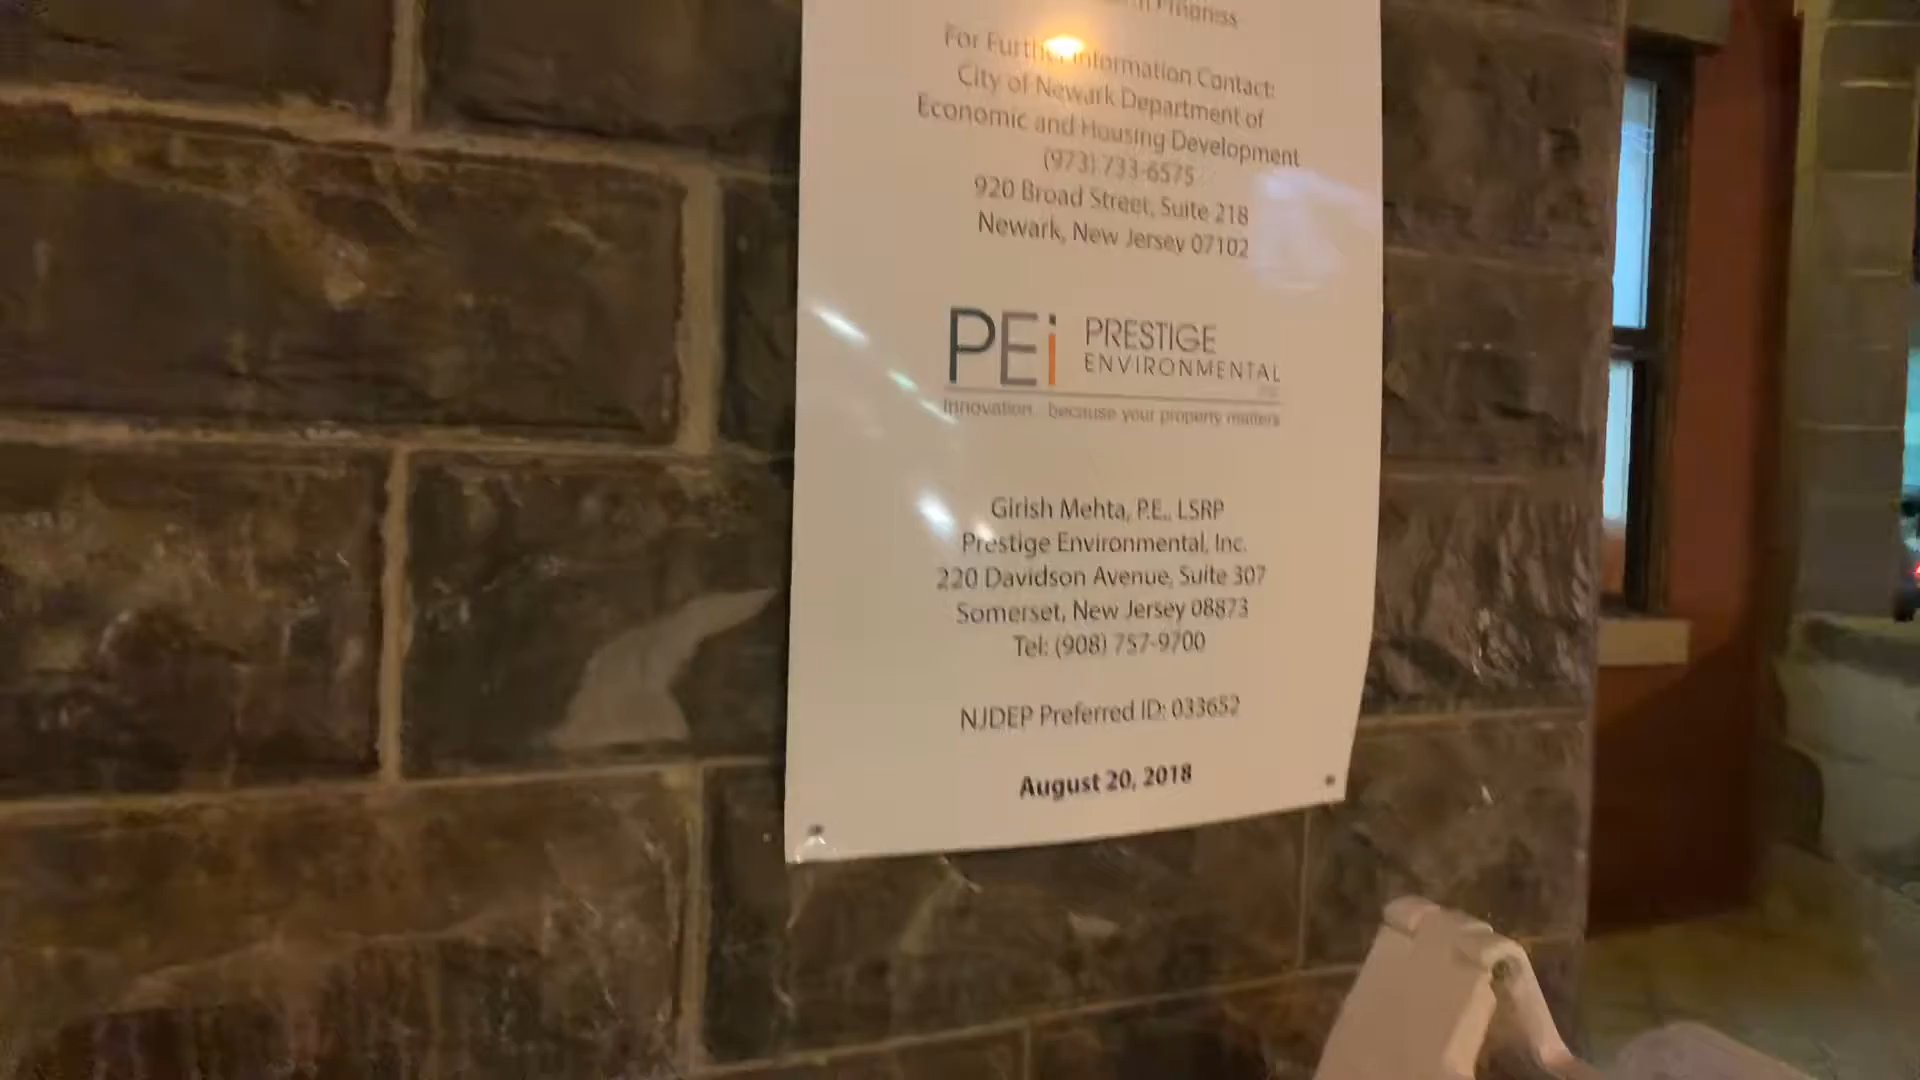 For Further Information Contact:
City of Newark Department of
Economic and Housing Development
(973) 733-6575
920 Broad Street, Suite 218
Newark, New Jersey 07102
PEi PRESTIGE
ENVIRONMENTAL
Innovation... because your property matters
Girish Mehta, P.E., LSRP
Prestige Environmental, Inc.
220 Davidson Avenue, Suite 307
Somerset, New Jersey 08873
Tel: (908) 757-9700
NJDEP Preferred ID: 033652
August 20, 2018